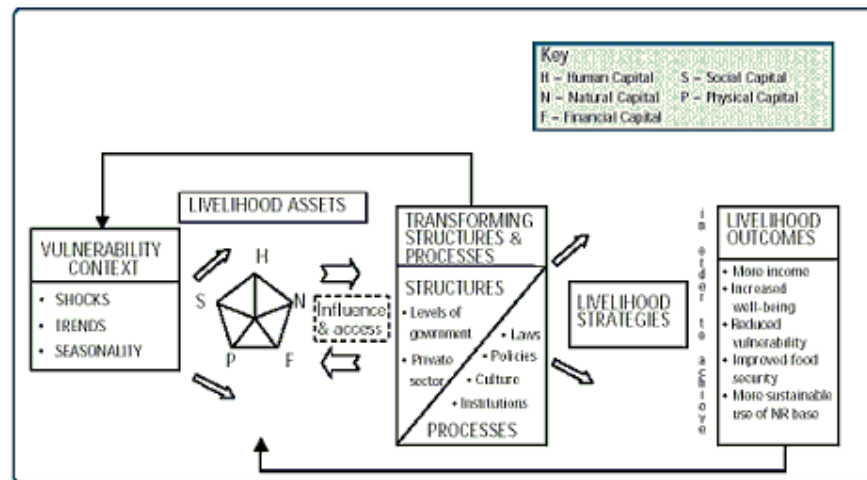 Key
H – Human Capital S – Social Capital
N – Natural Capital P – Physical Capital
F – Financial Capital
LIVELIHOOD ASSETS
VULNERABILITY
CONTEXT
• SHOCKS
• TRENDS
• SEASONALITY
H
S
N
P
F
Influence
& access
TRANSFORMING
STRUCTURES &
PROCESSES
STRUCTURES
• Levels of
government
• Private
sector
• Laws
• Policies
• Culture
• Institutions
PROCESSES
LIVELIHOOD
STRATEGIES
in order to achieve
LIVELIHOOD
OUTCOMES
• More income
• Increased
well-being
• Reduced
vulnerability
• Improved food
security
• More sustainable
use of NR base